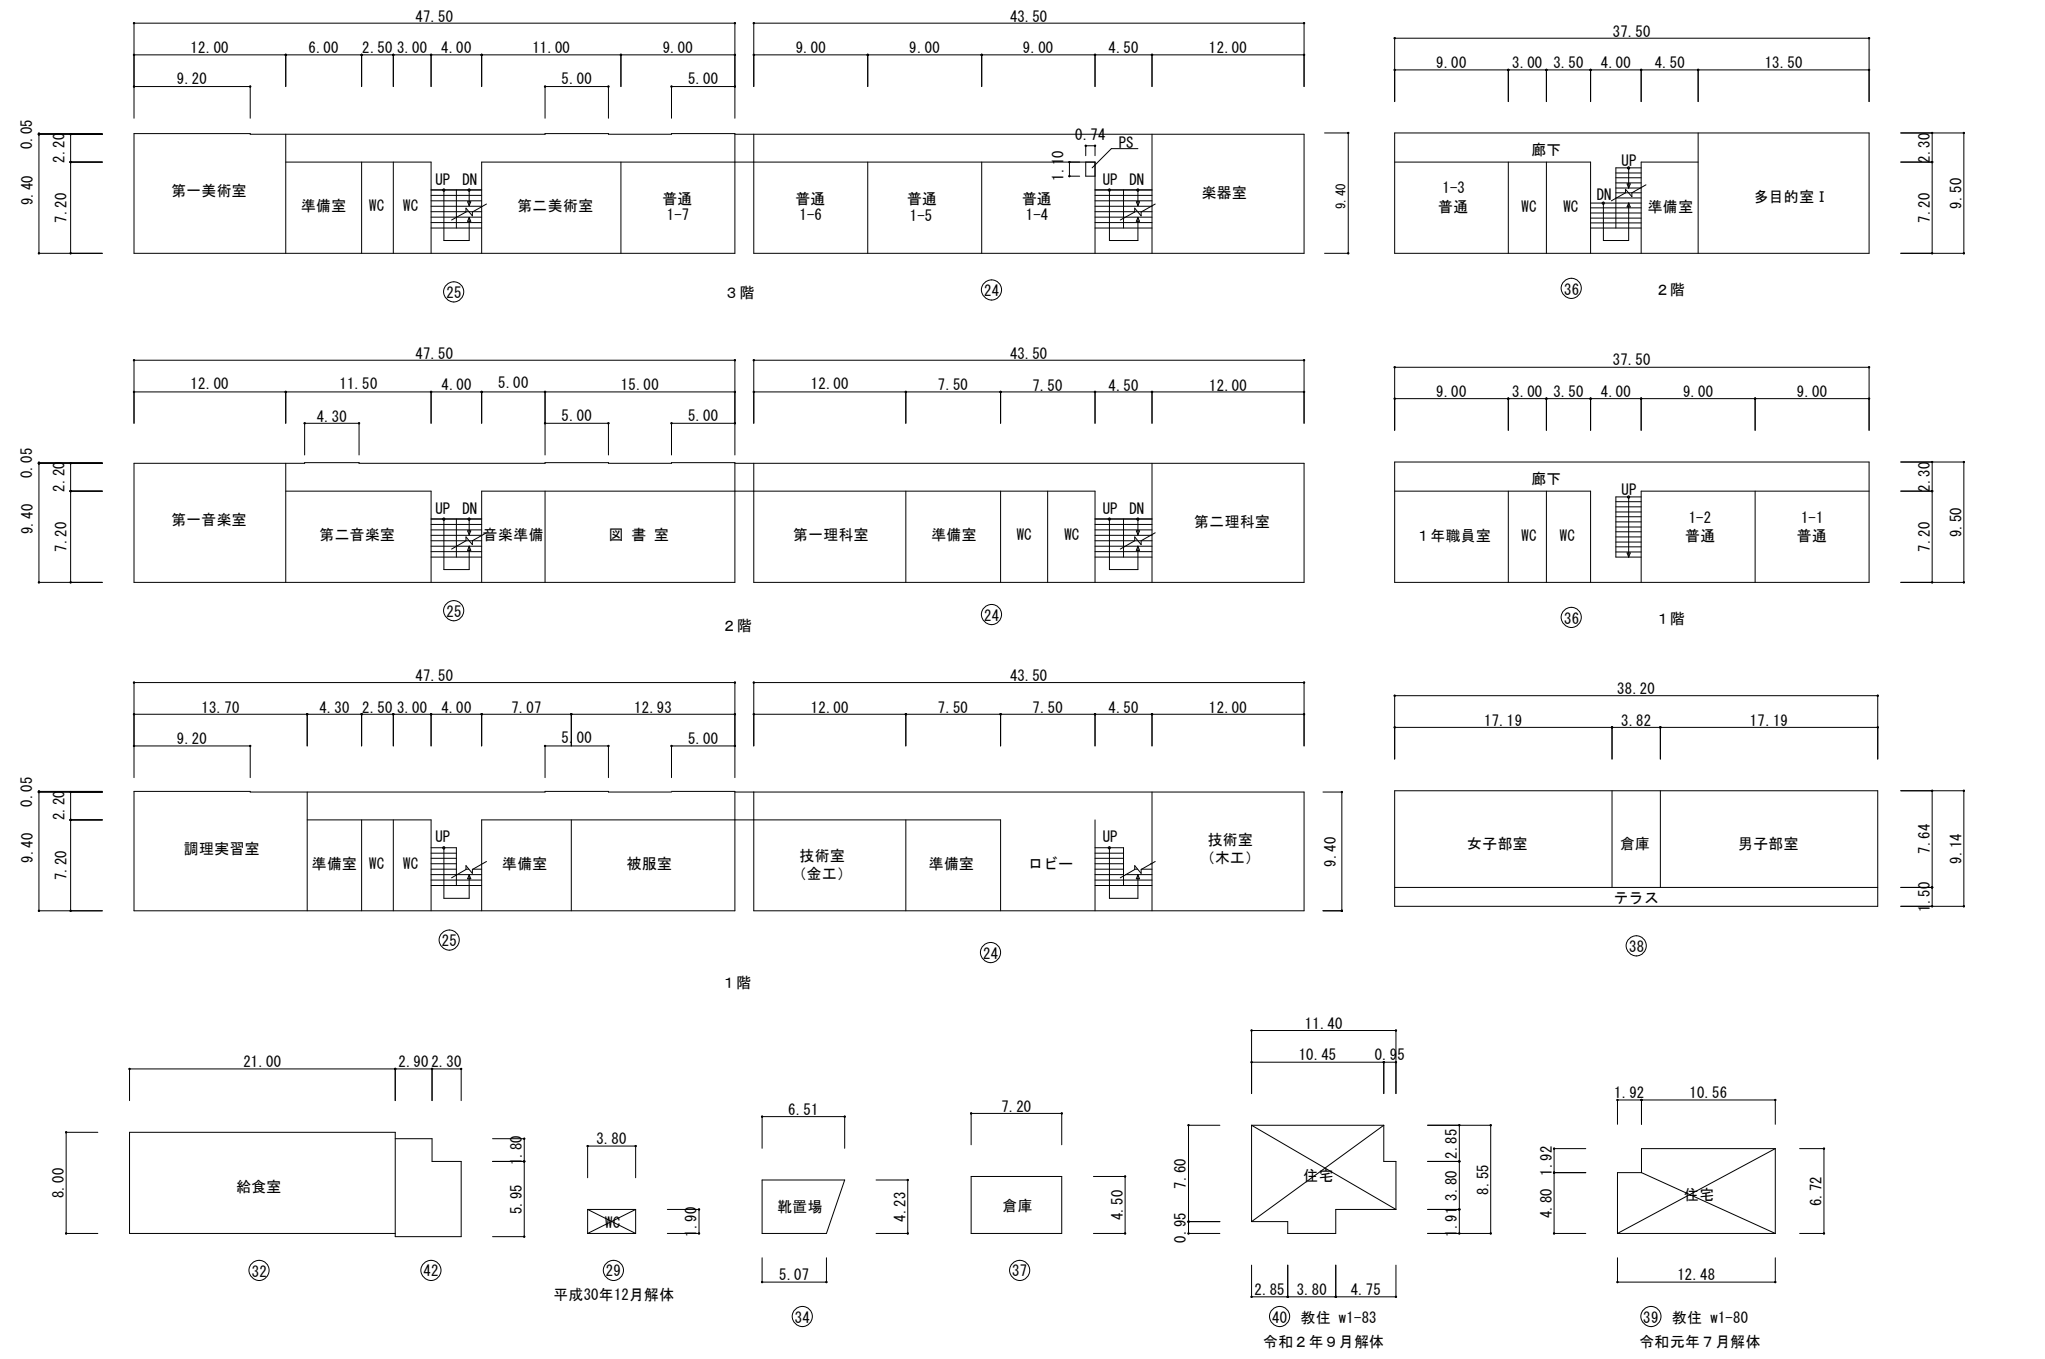 47.50
43.50
37.50
12.00 6.00 2.50 3.00 4.00 11.00 9.00
9.00 9.00 9.00 4.50 12.00
9.00 3.00 3.50 4.00 4.50 13.50
9.20 5.00 5.00
0.05 2.20 9.40 7.20
第一美術室 準備室 WC WC UP DN 第二美術室 普通 1-7
普通 1-6 普通 1-5 普通 1-4 0.74 1.10 PS UP DN 楽器室 9.40
廊下 1-3 普通 WC WC DN UP 準備室 多目的室Ⅰ 2.30 7.20 9.50
25 3階 24
36 2階
47.50
43.50
37.50
12.00 11.50 4.00 5.00 15.00
12.00 7.50 7.50 4.50 12.00
9.00 3.00 3.50 4.00 9.00 9.00
4.30 5.00 5.00
0.05 2.20 9.40 7.20
第一音楽室 第二音楽室 UP DN 音楽準備 図書室
第一理科室 準備室 WC WC UP DN 第二理科室
廊下 1年職員室 WC WC UP 1-2 普通 1-1 普通 2.30 7.20 9.50
25 2階 24
36 1階
47.50
43.50
38.20
13.70 4.30 2.50 3.00 4.00 7.07 12.93
12.00 7.50 7.50 4.50 12.00
17.19 3.82 17.19
9.20 5.00 5.00
0.05 2.20 9.40 7.20
調理実習室 準備室 WC WC UP 準備室 被服室
技術室 (金工) 準備室 ロビー UP 技術室 (木工) 9.40
女子部室 倉庫 男子部室 7.64 9.14
テラス 1.50
25 24 38
1階
21.00 2.90 2.30
8.00 給食室 1.80 5.95
32 42
3.80
WC 1.90
29
平成30年12月解体
6.51
靴置場 4.23
5.07
34
7.20
倉庫 4.50
37
11.40
10.45 0.95
7.60 0.95 住宅 2.85 3.80 1.91 8.55
2.85 3.80 4.75
40 教住 w1-83
令和2年9月解体
1.92 10.56
1.92 4.80 住宅 6.72
12.48
39 教住 w1-80
令和元年7月解体